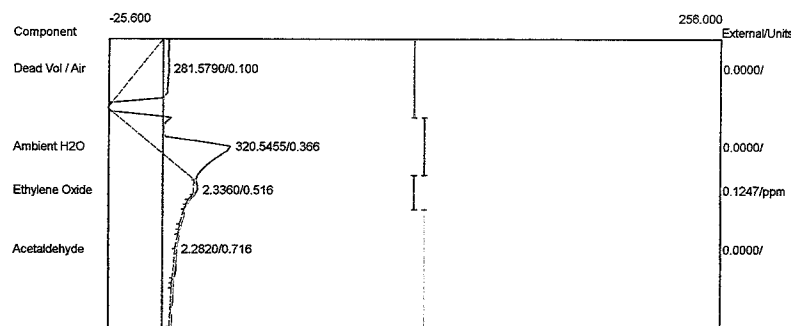 -25.600 256.000
Component External/Units
Dead Vol / Air 281.5790/0.100 0.0000/
Ambient H2O 320.5455/0.366 0.0000/
Ethylene Oxide 2.3360/0.516 0.1247/ppm
Acetaldehyde 2.2820/0.716 0.0000/